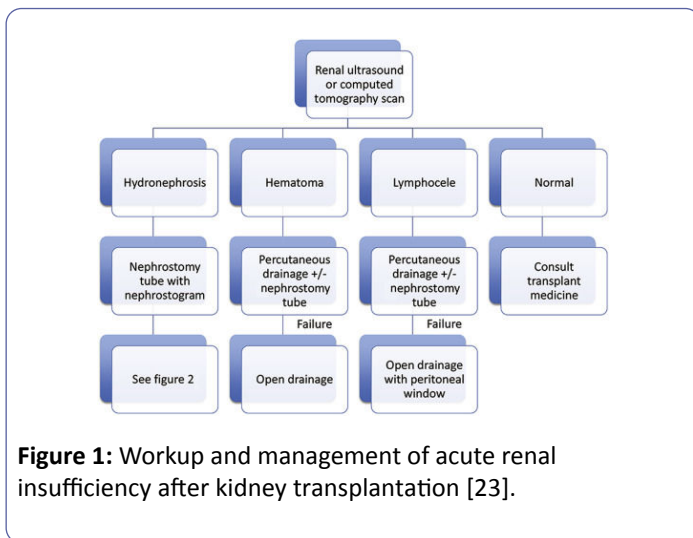 Renal ultrasound
or computed
tomography scan
Hydronephrosis
Hematoma
Lymphocele
Normal
Nephrostomy
tube with
nephrostogram
Percutaneous
drainage +/-
nephrostomy
tube
Percutaneous
drainage +/-
nephrostomy
tube
Consult
transplant
medicine
Failure
Failure
See figure 2
Open drainage
Open drainage
with peritoneal
window
Figure 1: Workup and management of acute renal
insufficiency after kidney transplantation [23].